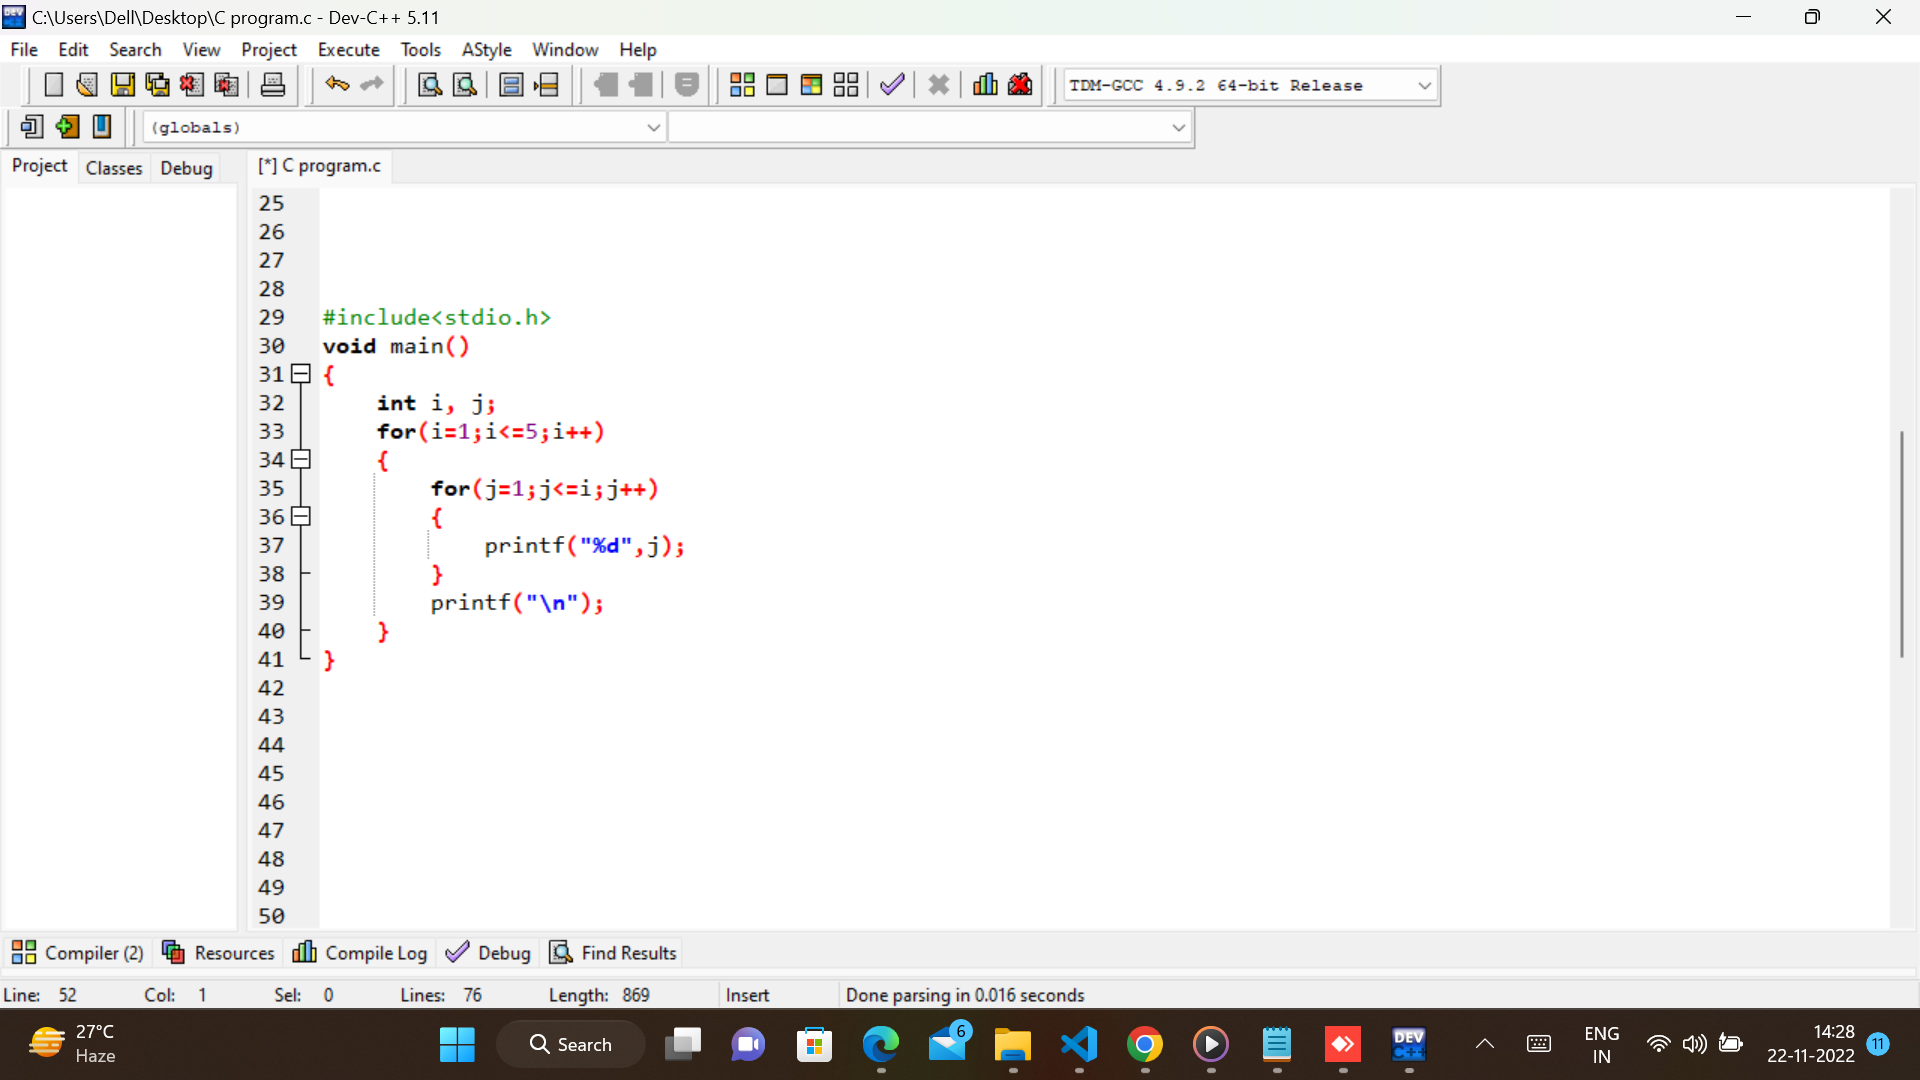 C:\Users\Dell\Desktop\C program.c - Dev-C++ 5.11
File Edit Search View Project Execute Tools AStyle Window Help
TDM-GCC 4.9.2 64-bit Release
(globals)
Project Classes Debug [*] C program.c
25
26
27
28
29 #include<stdio.h>
30 void main()
31 {
32     int i, j;
33     for(i=1;i<=5;i++)
34     {
35         for(j=1;j<=i;j++)
36         {
37             printf("%d",j);
38         }
39         printf("\n");
40     }
41 }
42
43
44
45
46
47
48
49
50
Compiler (2) Resources Compile Log Debug Find Results
Line: 52 Col: 1 Sel: 0 Lines: 76 Length: 869 Insert Done parsing in 0.016 seconds
27°C
Haze
Search
6
DEV
C++
ENG
IN
14:28
22-11-2022
11